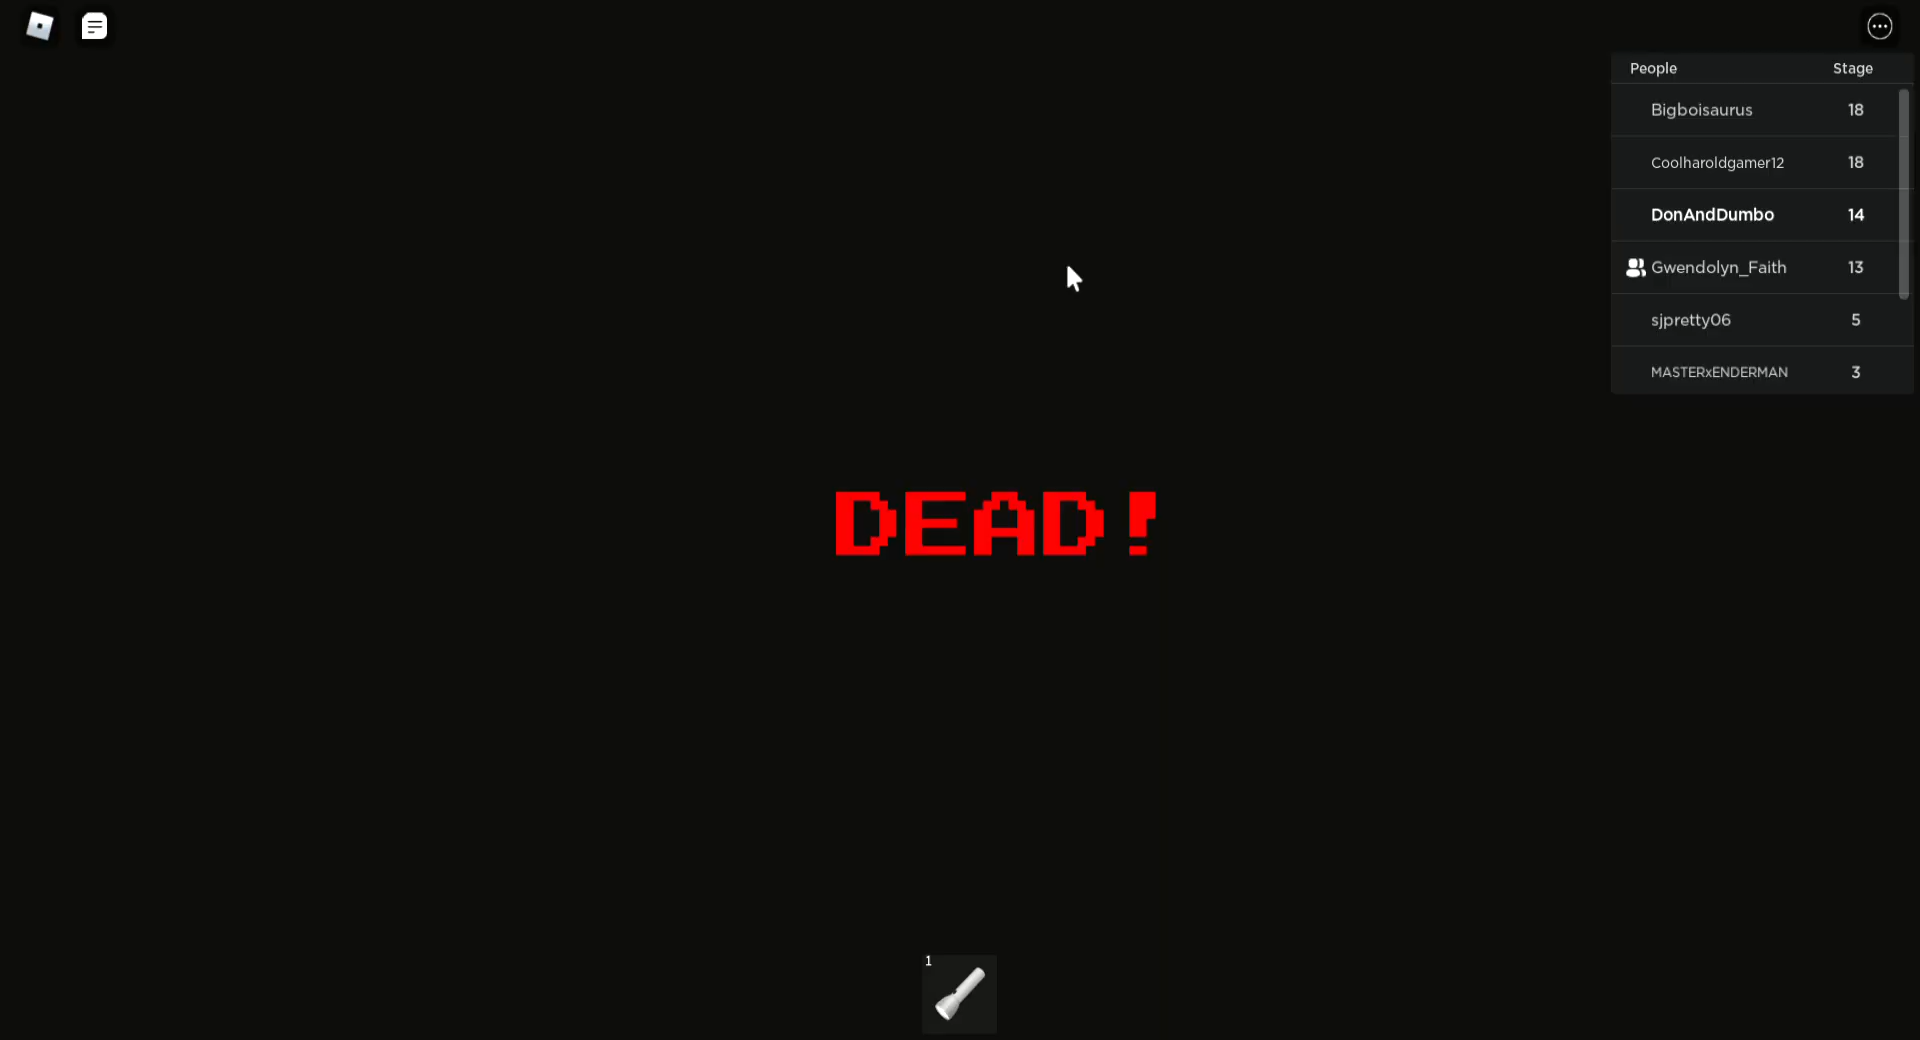 People Stage
Bigboisaurus 18
Coolharoldgamer12 18
DonAndDumbo 14
Gwendolyn_Faith 13
sjpretty06 5
MASTERxENDERMAN 3
DEAD!
1